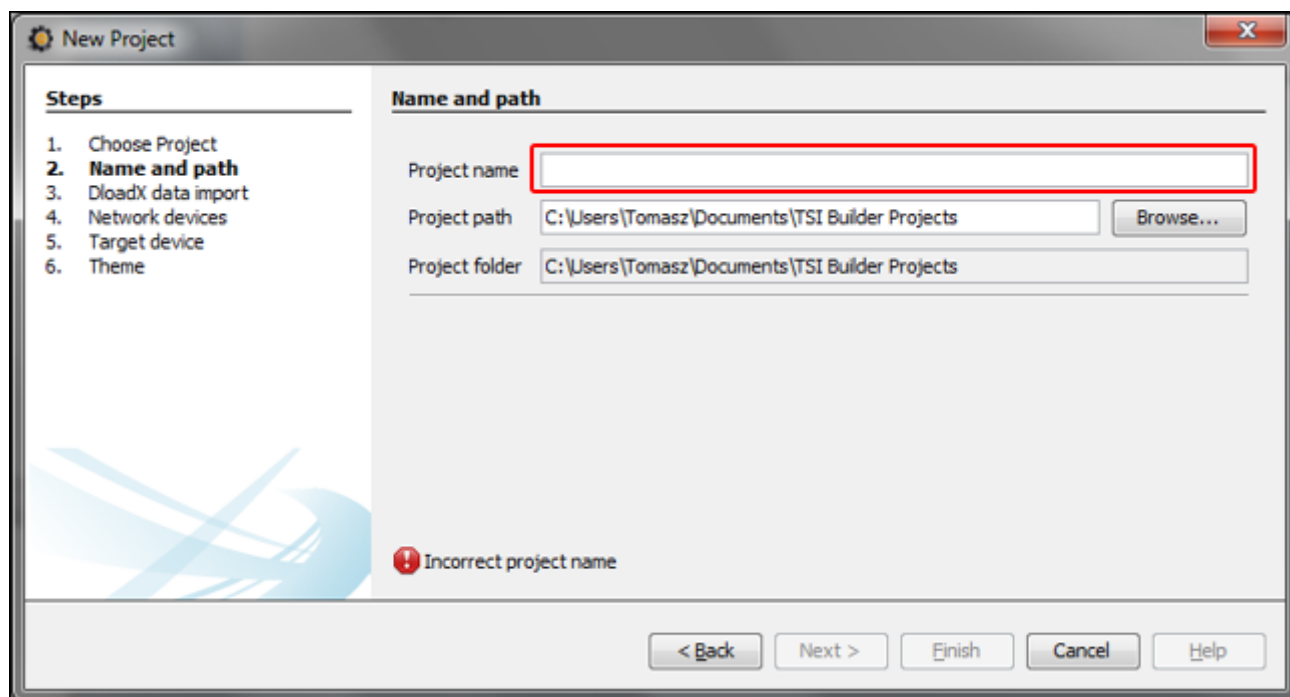 New Project
Steps
1. Choose Project
2. Name and path
3. DloadX data import
4. Network devices
5. Target device
6. Theme
Name and path
Project name
Project path C:\Users\Tomasz\Documents\TSI Builder Projects Browse...
Project folder C:\Users\Tomasz\Documents\TSI Builder Projects
Incorrect project name
< Back Next > Finish Cancel Help